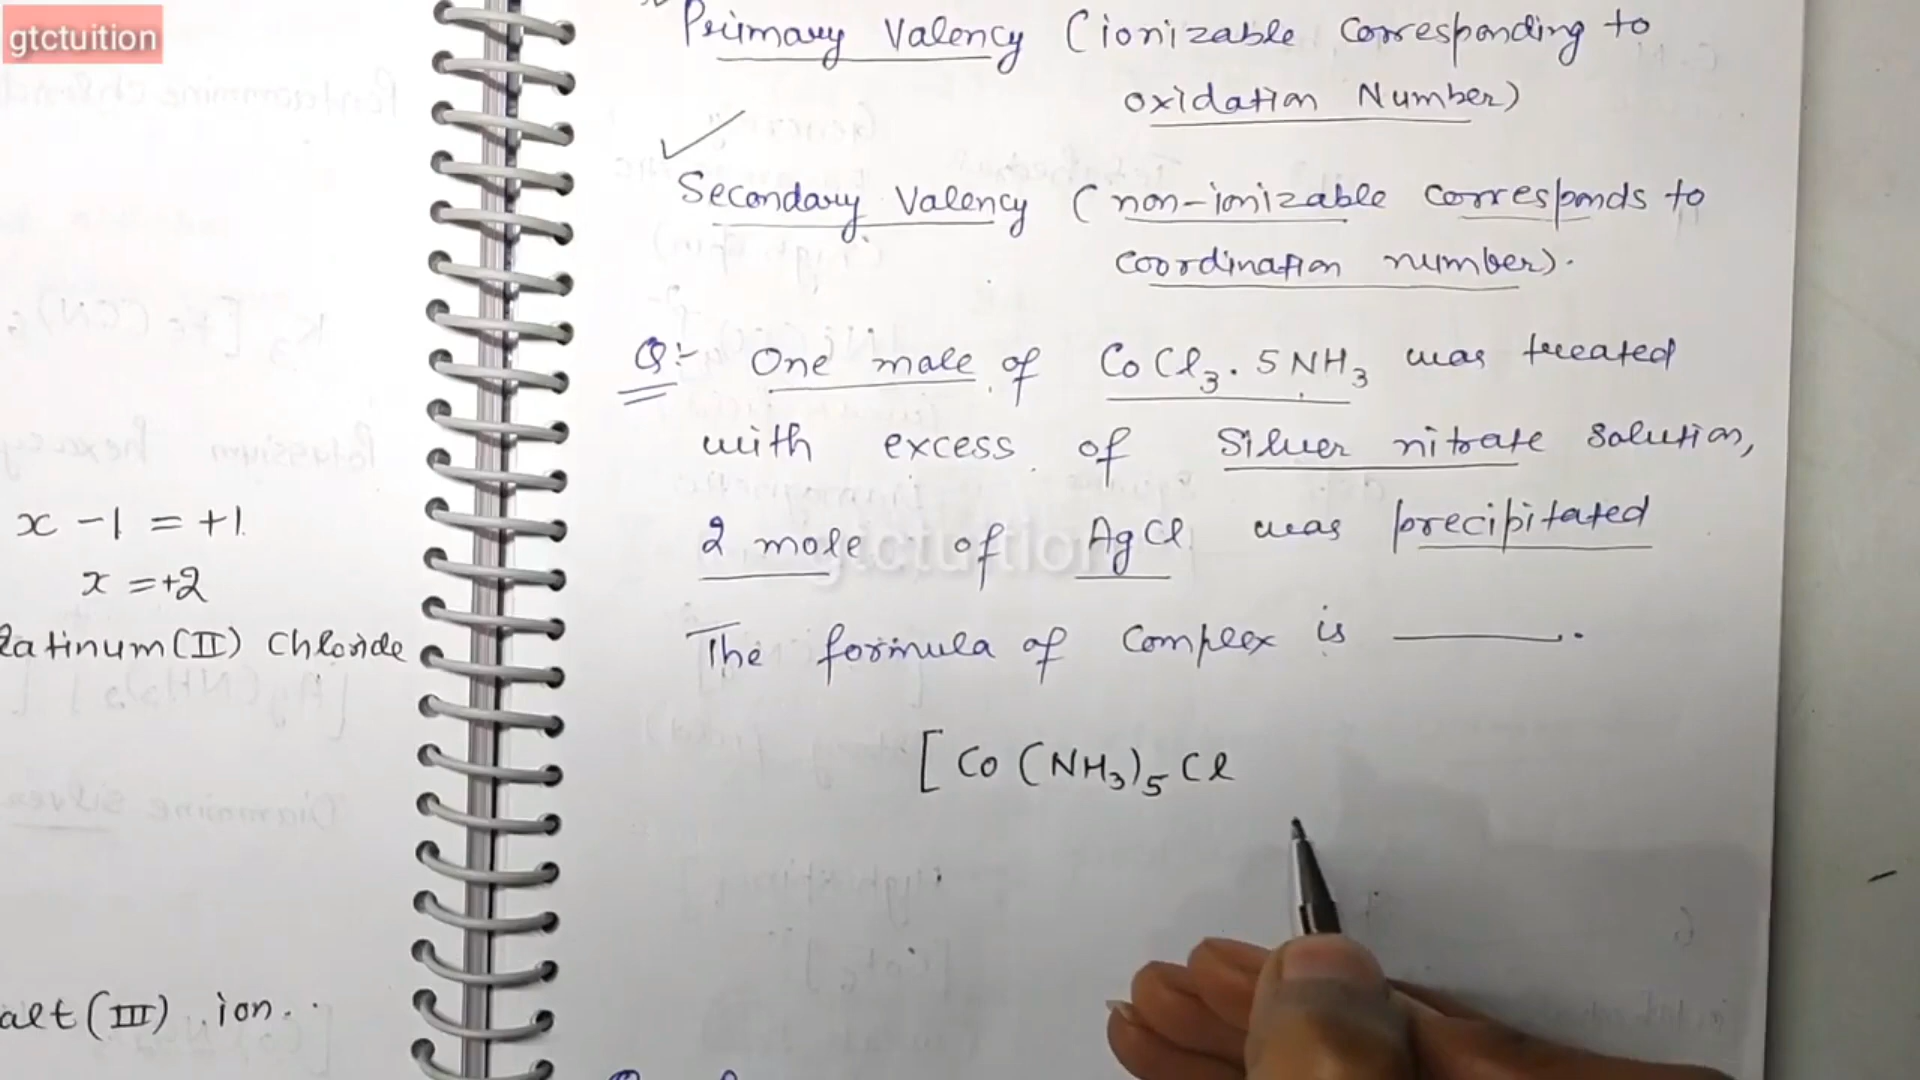 gtctuition
Primary Valency (ionizable corresponding to
oxidation Number)
Secondary Valency (non-ionizable corresponds to
coordination number).
Q:- One mole of CoCl3. 5NH3 was treated
with excess of Silver nitrate solution,
2 mole of AgCl was precipitated
gtctuition
The formula of Complex is ———.
[Co(NH3)5Cl
x -1 = +1
x = +2
latinum(II) Chloride
alt(III) ion.